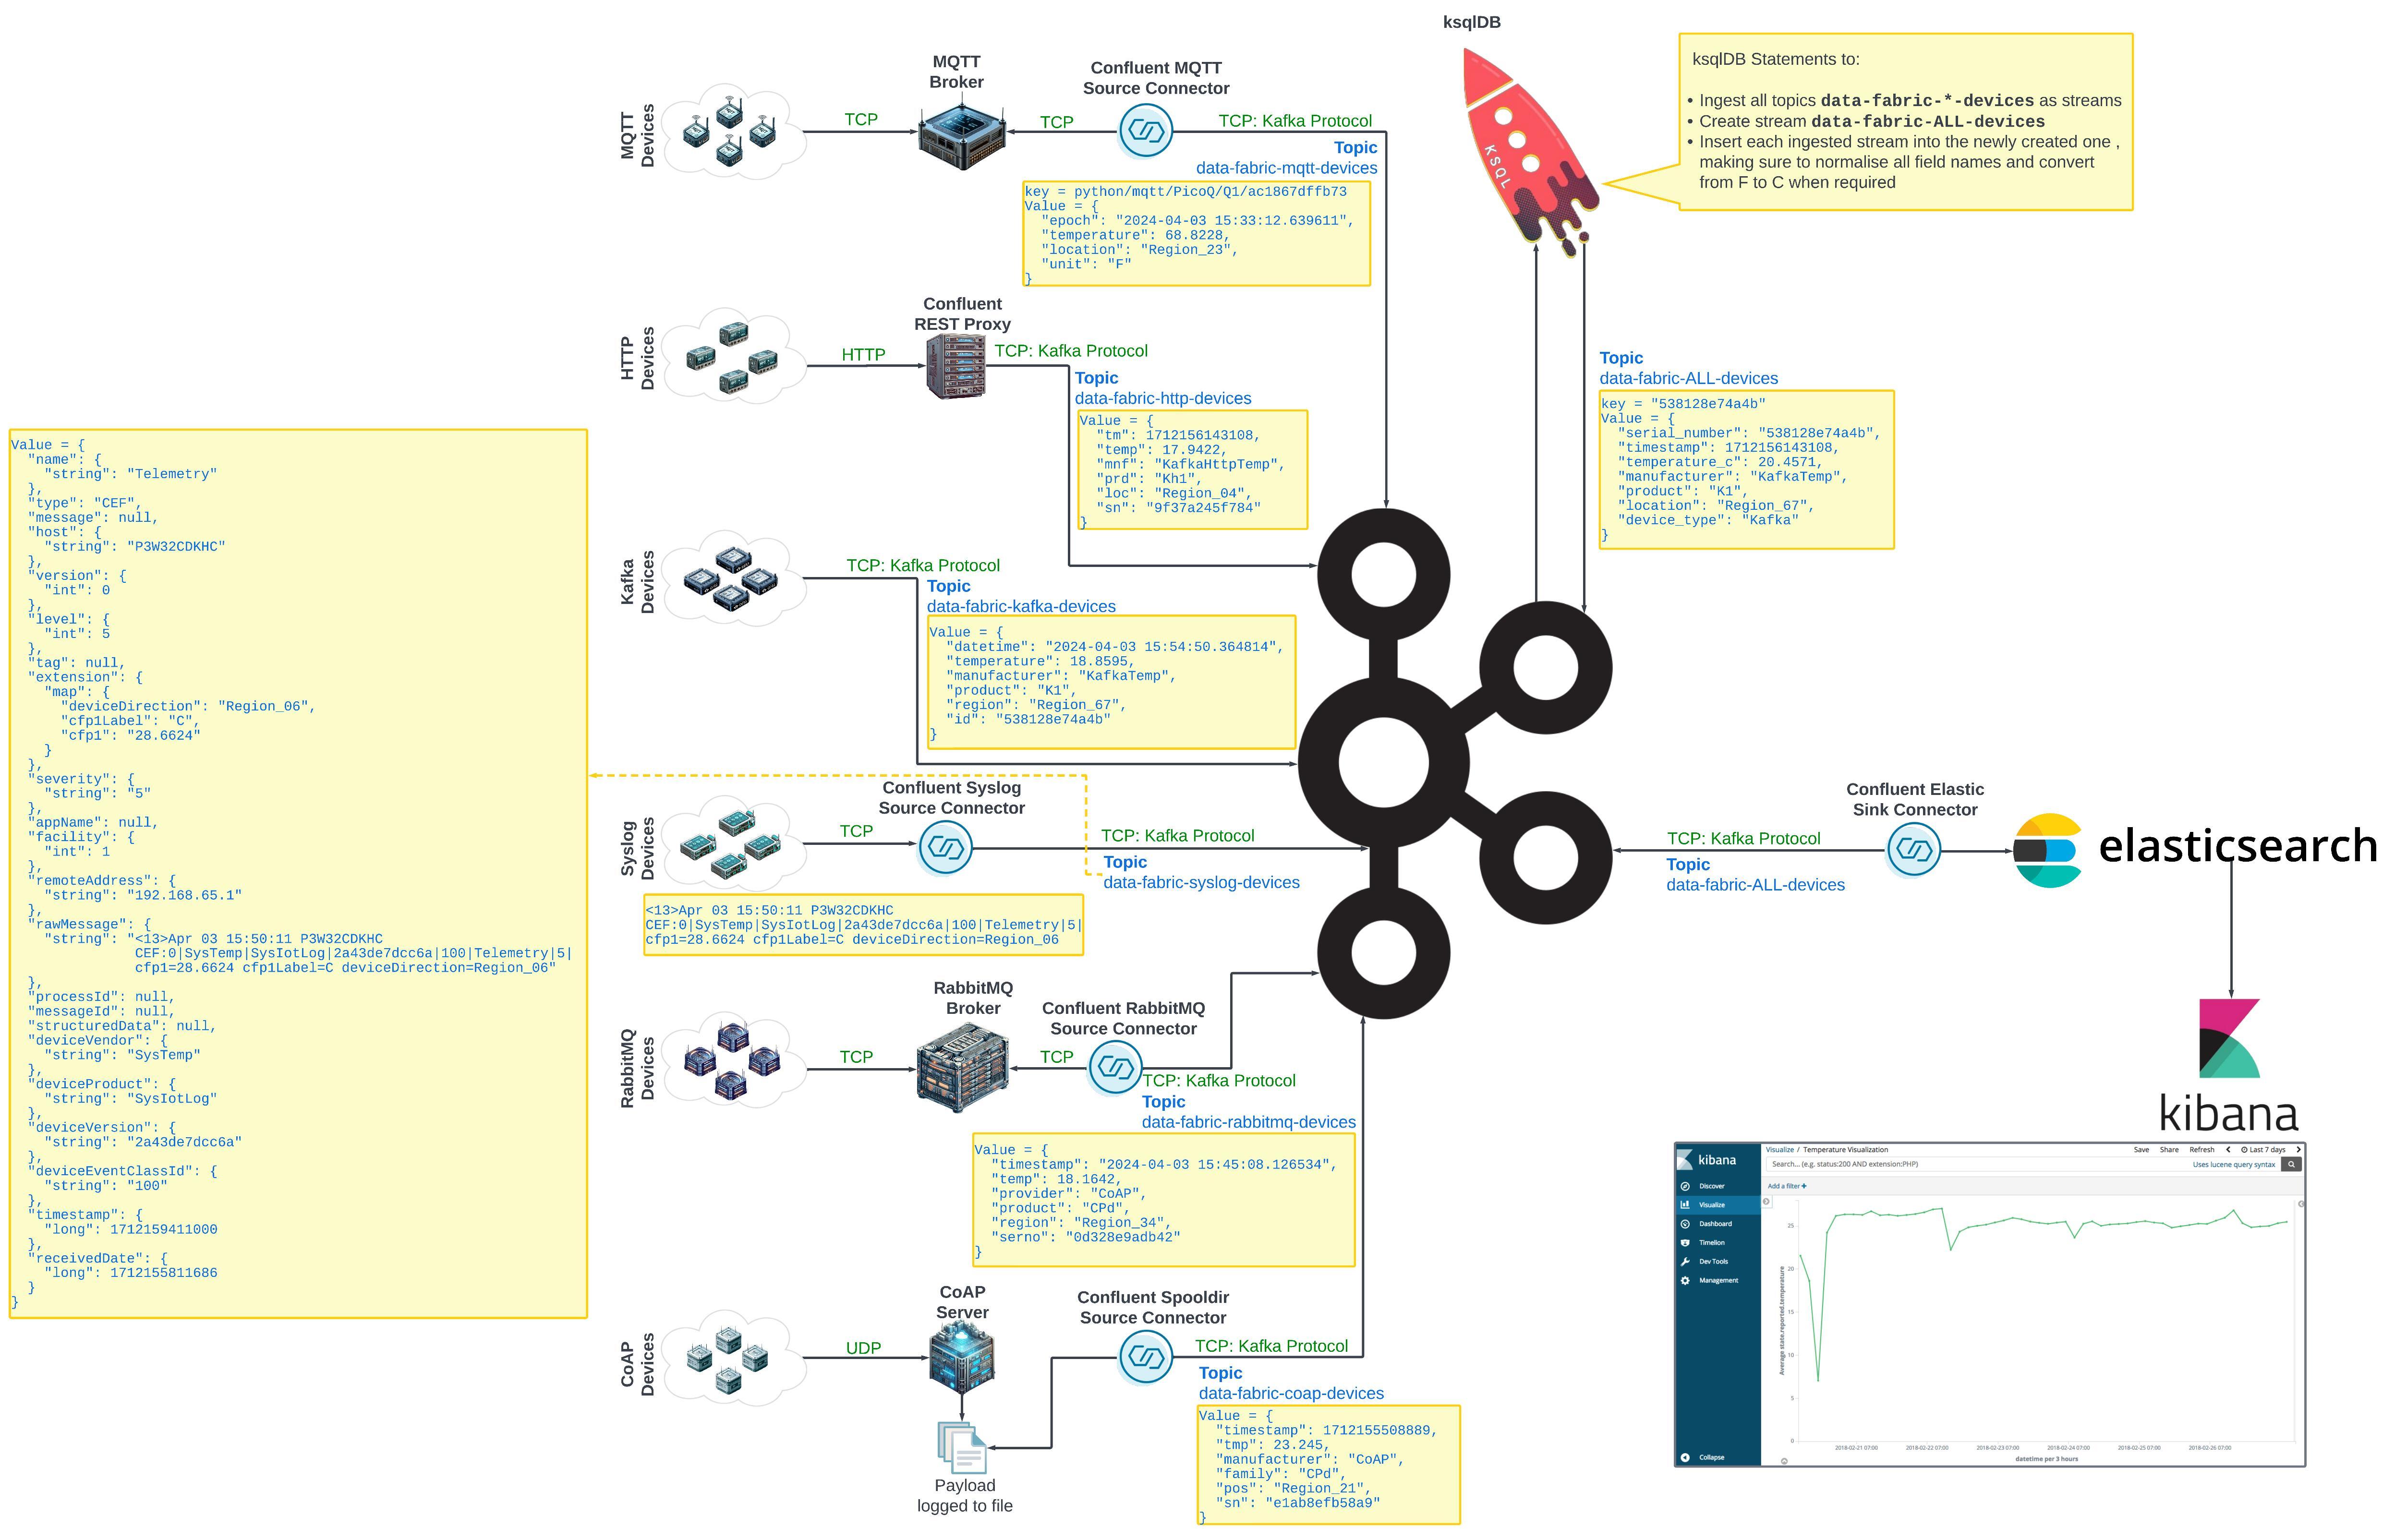 ksqlDB
KSQL
ksqlDB Statements to:
• Ingest all topics data-fabric-*-devices as streams
• Create stream data-fabric-ALL-devices
• Insert each ingested stream into the newly created one ,
making sure to normalise all field names and convert
from F to C when required
MQTT
Devices
TCP
MQTT
Broker
TCP
Confluent MQTT
Source Connector
TCP: Kafka Protocol
Topic
data-fabric-mqtt-devices
key = python/mqtt/PicoQ/Q1/ac1867dffb73
Value = {
"epoch": "2024-04-03 15:33:12.639611",
"temperature": 68.8228,
"location": "Region_23",
"unit": "F"
}
HTTP
Devices
HTTP
Confluent
REST Proxy
TCP: Kafka Protocol
Topic
data-fabric-http-devices
Value = {
"tm": 1712156143108,
"temp": 17.9422,
"mnf": "KafkaHttpTemp",
"prd": "Kh1",
"loc": "Region_04",
"sn": "9f37a245f784"
}
Topic
data-fabric-ALL-devices
key = "538128e74a4b"
Value = {
"serial_number": "538128e74a4b",
"timestamp": 1712156143108,
"temperature_c": 20.4571,
"manufacturer": "KafkaTemp",
"product": "K1",
"location": "Region_67",
"device_type": "Kafka"
}
Kafka
Devices
TCP: Kafka Protocol
Topic
data-fabric-kafka-devices
Value = {
"datetime": "2024-04-03 15:54:50.364814",
"temperature": 18.8595,
"manufacturer": "KafkaTemp",
"product": "K1",
"region": "Region_67",
"id": "538128e74a4b"
}
Value = {
"name": {
"string": "Telemetry"
},
"type": "CEF",
"message": null,
"host": {
"string": "P3W32CDKHC"
},
"version": {
"int": 0
},
"level": {
"int": 5
},
"tag": null,
"extension": {
"map": {
"deviceDirection": "Region_06",
"cfp1Label": "C",
"cfp1": "28.6624"
}
},
"severity": {
"string": "5"
},
"appName": null,
"facility": {
"int": 1
},
"remoteAddress": {
"string": "192.168.65.1"
},
"rawMessage": {
"string": "<13>Apr 03 15:50:11 P3W32CDKHC
CEF:0|SysTemp|SysIotLog|2a43de7dcc6a|100|Telemetry|5|
cfp1=28.6624 cfp1Label=C deviceDirection=Region_06"
},
"processId": null,
"messageId": null,
"structuredData": null,
"deviceVendor": {
"string": "SysTemp"
},
"deviceProduct": {
"string": "SysIotLog"
},
"deviceVersion": {
"string": "2a43de7dcc6a"
},
"deviceEventClassId": {
"string": "100"
},
"timestamp": {
"long": 1712159411000
},
"receivedDate": {
"long": 1712155811686
}
}
Syslog
Devices
TCP
Confluent Syslog
Source Connector
TCP: Kafka Protocol
Topic
data-fabric-syslog-devices
<13>Apr 03 15:50:11 P3W32CDKHC
CEF:0|SysTemp|SysIotLog|2a43de7dcc6a|100|Telemetry|5|
cfp1=28.6624 cfp1Label=C deviceDirection=Region_06
TCP: Kafka Protocol
Topic
data-fabric-ALL-devices
Confluent Elastic
Sink Connector
elasticsearch
kibana
RabbitMQ
Devices
TCP
RabbitMQ
Broker
TCP
Confluent RabbitMQ
Source Connector
TCP: Kafka Protocol
Topic
data-fabric-rabbitmq-devices
Value = {
"timestamp": "2024-04-03 15:45:08.126534",
"temp": 18.1642,
"provider": "CoAP",
"product": "CPd",
"region": "Region_34",
"serno": "0d328e9adb42"
}
CoAP
Devices
UDP
CoAP
Server
Payload
logged to file
Confluent Spooldir
Source Connector
TCP: Kafka Protocol
Topic
data-fabric-coap-devices
Value = {
"timestamp": 1712155508889,
"tmp": 23.245,
"manufacturer": "CoAP",
"family": "CPd",
"pos": "Region_21",
"sn": "e1ab8efb58a9"
}
kibana
Discover
Visualize
Dashboard
Timelion
Dev Tools
Management
Collapse
Visualize / Temperature Visualization
Save Share Refresh < Last 7 days >
Search... (e.g. status:200 AND extension:PHP)
Uses lucene query syntax
Add a filter +
Average state.reported.temperature
25
20
15
10
5
0
2018-02-21 07:00 2018-02-22 07:00 2018-02-23 07:00 2018-02-24 07:00 2018-02-25 07:00 2018-02-26 07:00
datetime per 3 hours